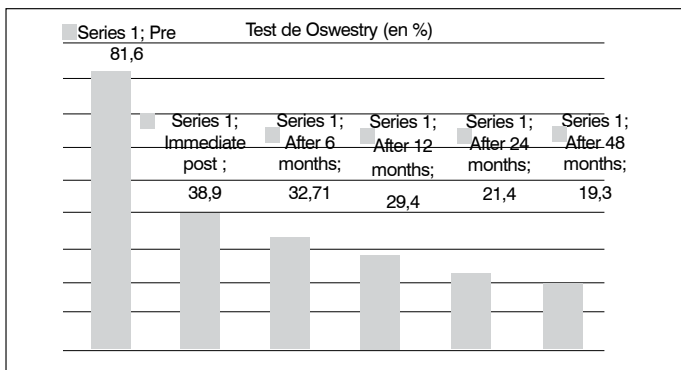 Test de Oswestry (en %)
Series 1; Pre
81,6
Series 1;
Immediate
post ;
38,9
Series 1;
After 6
months;
32,71
Series 1;
After 12
months;
29,4
Series 1;
After 24
months;
21,4
Series 1;
After 48
months;
19,3